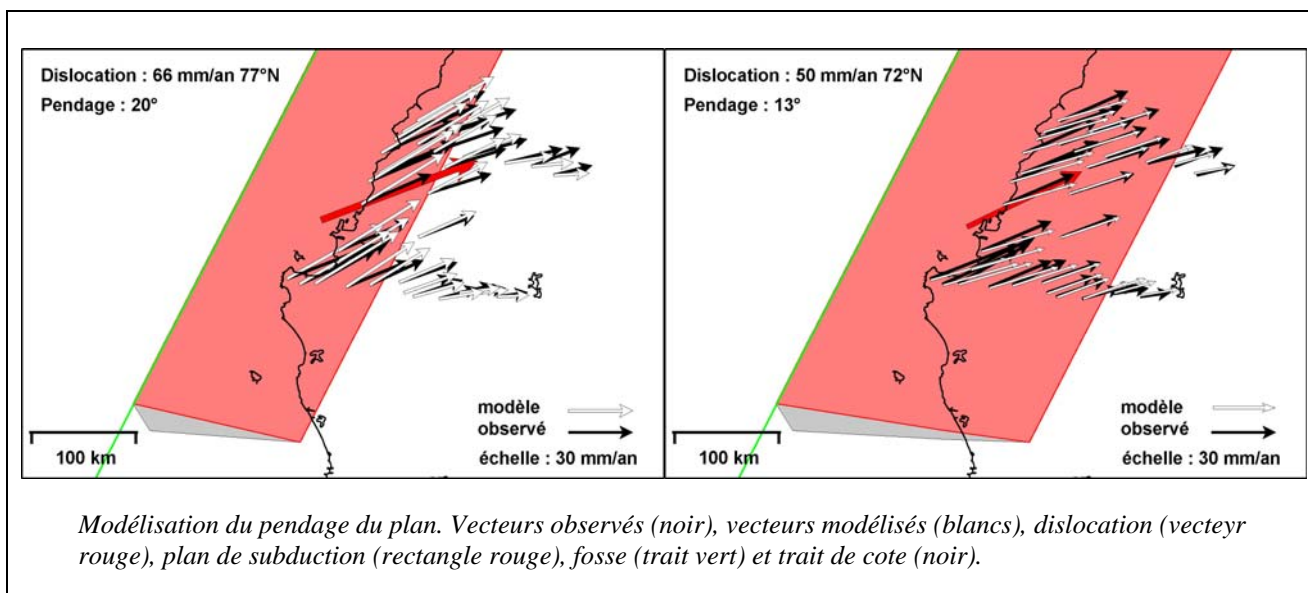 Dislocation : 66 mm/an 77°N
Pendage : 20°
modèle
observé
100 km
échelle : 30 mm/an
Dislocation : 50 mm/an 72°N
Pendage : 13°
modèle
observé
100 km
échelle : 30 mm/an
Modélisation du pendage du plan. Vecteurs observés (noir), vecteurs modélisés (blancs), dislocation (vecteyr
rouge), plan de subduction (rectangle rouge), fosse (trait vert) et trait de cote (noir).